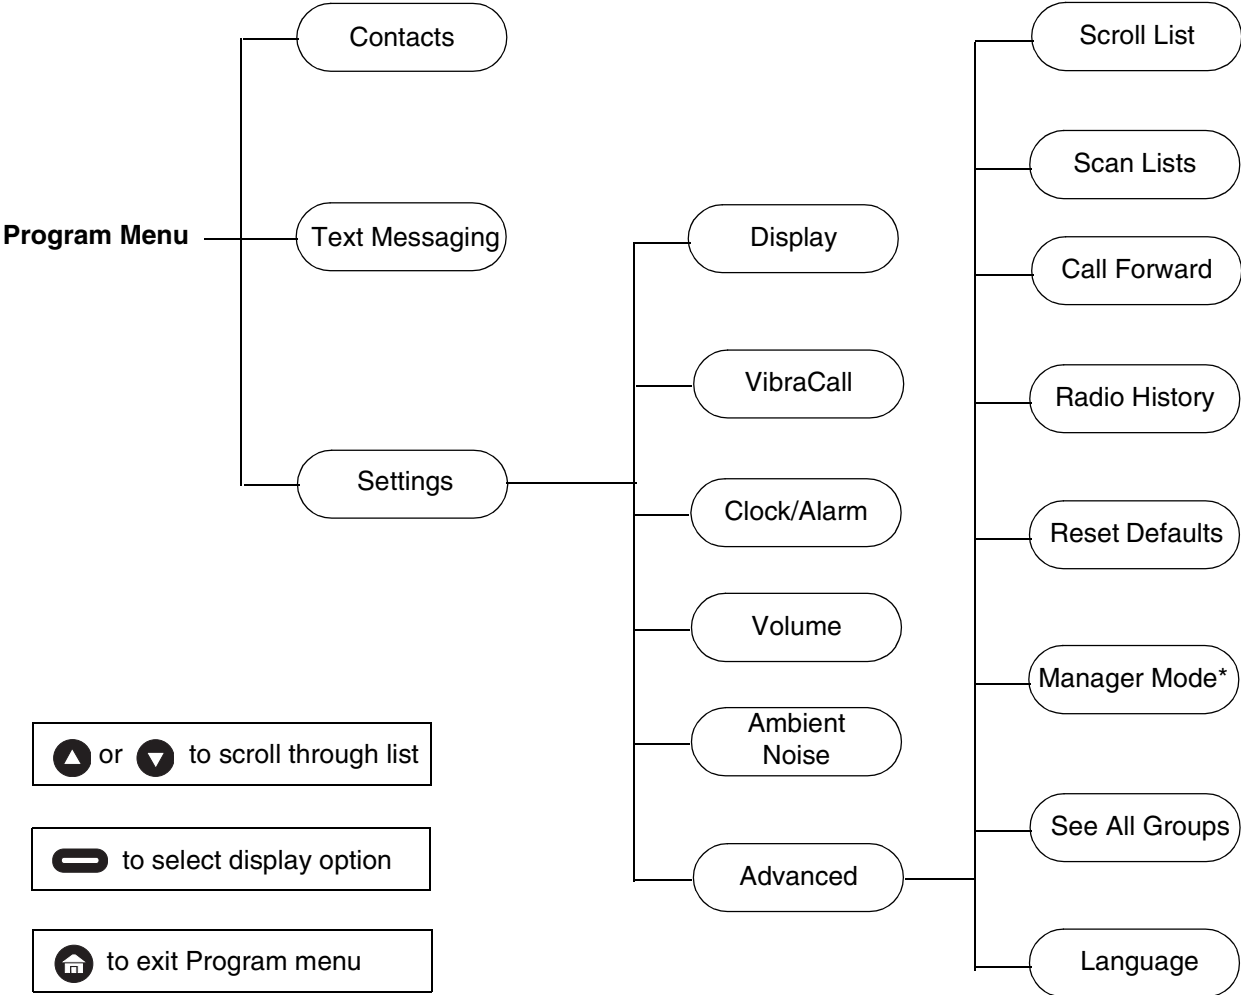 Program Menu
Contacts
Text Messaging
Settings
Display
VibraCall
Clock/Alarm
Volume
Ambient
Noise
Advanced
Scroll List
Scan Lists
Call Forward
Radio History
Reset Defaults
Manager Mode*
See All Groups
Language
or to scroll through list
to select display option
to exit Program menu